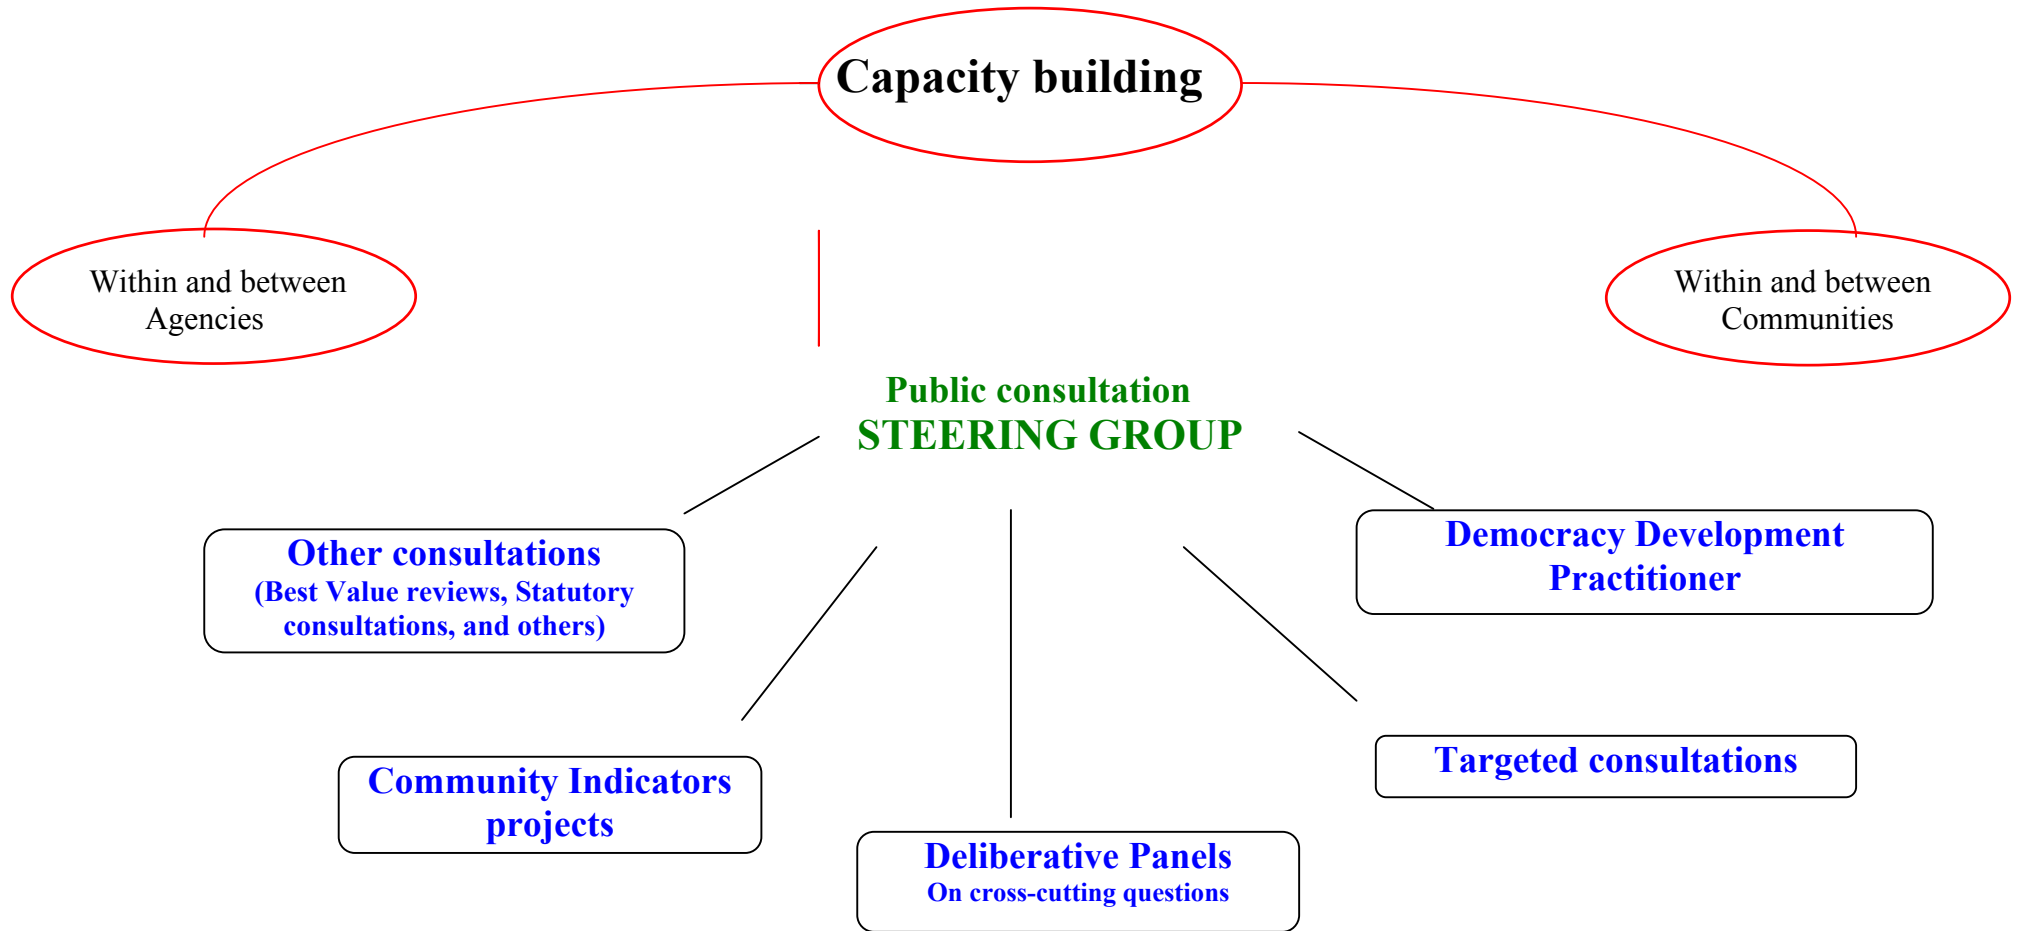 Capacity building
Within and between
Agencies
Within and between
Communities
Public consultation
STEERING GROUP
Other consultations
(Best Value reviews, Statutory
consultations, and others)
Democracy Development
Practitioner
Community Indicators
projects
Targeted consultations
Deliberative Panels
On cross-cutting questions